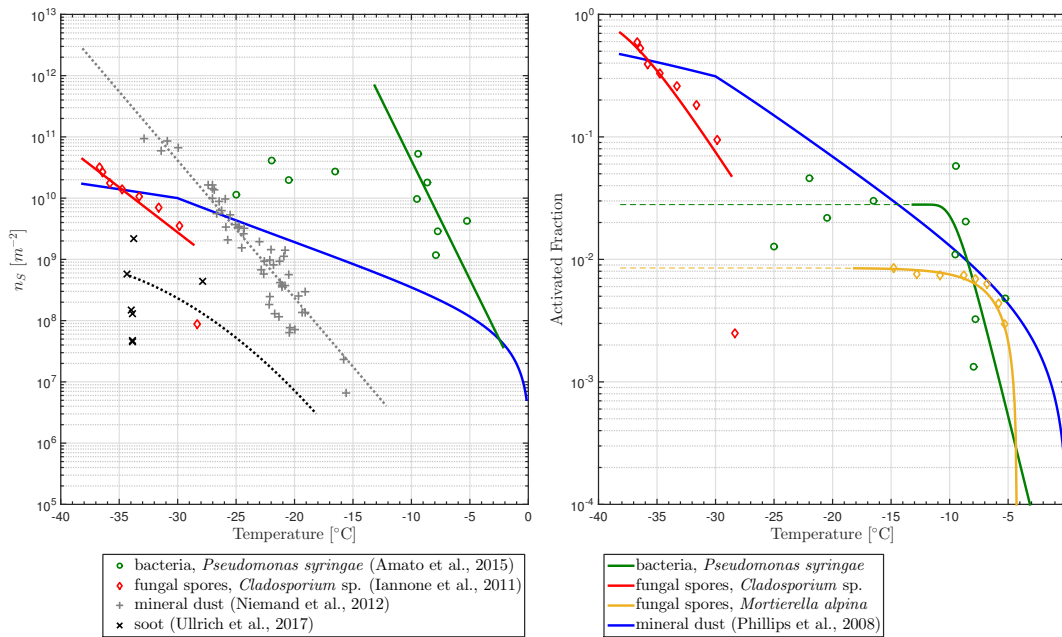 10^13
10^12
10^11
10^10
10^9
10^8
10^7
10^6
10^5
n_S [m^−2]
-40 -35 -30 -25 -20 -15 -10 -5 0
Temperature [°C]
bacteria, Pseudomonas syringae (Amato et al., 2015)
fungal spores, Cladosporium sp. (Iannone et al., 2011)
mineral dust (Niemand et al., 2012)
soot (Ullrich et al., 2017)
10^0
10^-1
10^-2
10^-3
10^-4
Activated Fraction
-40 -35 -30 -25 -20 -15 -10 -5
Temperature [°C]
bacteria, Pseudomonas syringae
fungal spores, Cladosporium sp.
fungal spores, Mortierella alpina
mineral dust (Phillips et al., 2008)